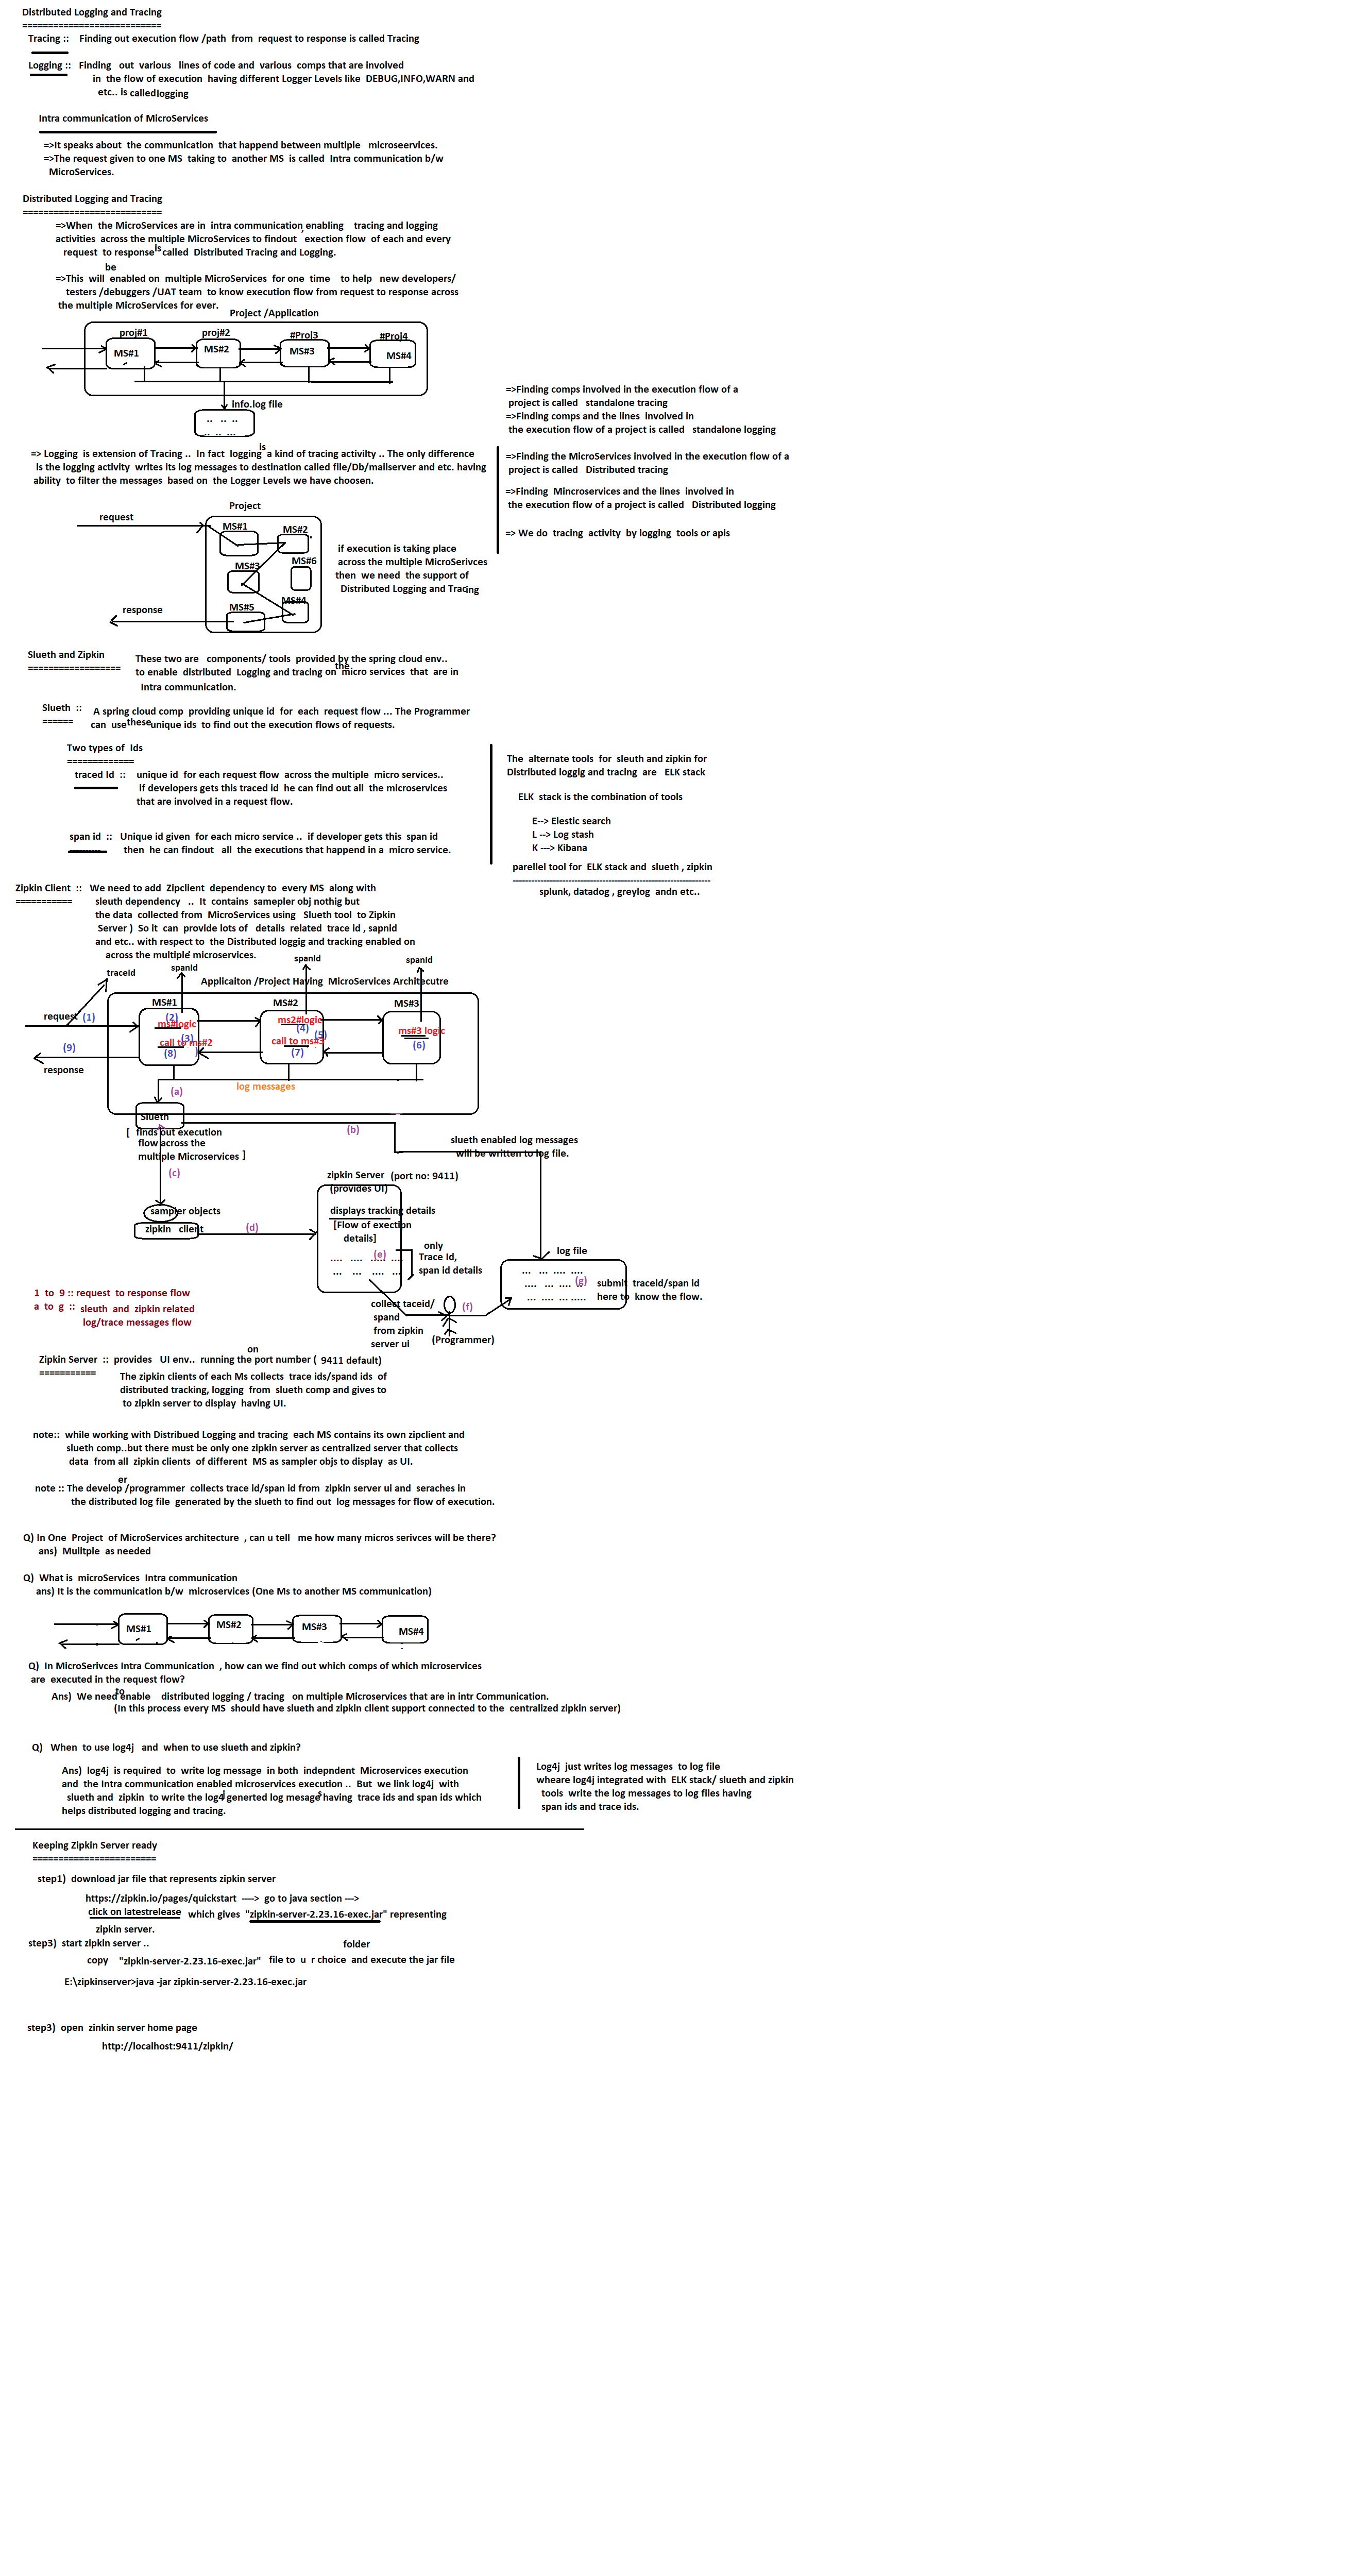 Distributed Logging and Tracing
===========================
Tracing :: Finding out execution flow /path from request to response is called Tracing
Logging :: Finding out various lines of code and various comps that are involved
in the flow of execution having different Logger Levels like DEBUG,INFO,WARN and
etc.. is called logging
Intra communication of MicroServices
=>It speaks about the communication that happend between multiple microseervices.
=>The request given to one MS taking to another MS is called Intra communication b/w
MicroServices.
Distributed Logging and Tracing
===========================
=>When the MicroServices are in intra communication,enabling tracing and logging
activities across the multiple MicroServices to findout exection flow of each and every
request to response is called Distributed Tracing and Logging.
be
=>This will enabled on multiple MicroServices for one time to help new developers/
testers /debuggers /UAT team to know execution flow from request to response across
the multiple MicroServices for ever.
Project /Application
proj#1 proj#2 #Proj3 #Proj4
MS#1 MS#2 MS#3 MS#4
info.log file
.. .. ..
.. .. ...
=>Finding comps involved in the execution flow of a
project is called standalone tracing
=>Finding comps and the lines involved in
the execution flow of a project is called standalone logging
is
=> Logging is extension of Tracing .. In fact logging a kind of tracing activilty .. The only difference
is the logging activity writes its log messages to destination called file/Db/mailserver and etc. having
ability to filter the messages based on the Logger Levels we have choosen.
=>Finding the MicroServices involved in the execution flow of a
project is called Distributed tracing
=>Finding Mincroservices and the lines involved in
the execution flow of a project is called Distributed logging
=> We do tracing activity by logging tools or apis
Project
request
MS#1 MS#2
MS#3 MS#6
MS#4
MS#5
response
if execution is taking place
across the multiple MicroSerivces
then we need the support of
Distributed Logging and Tracing
Slueth and Zipkin
==================
These two are components/ tools provided by the spring cloud env..
to enable distributed Logging and tracing on the micro services that are in
Intra communication.
Slueth ::
======
A spring cloud comp providing unique id for each request flow ... The Programmer
can use these unique ids to find out the execution flows of requests.
Two types of Ids
=============
traced Id :: unique id for each request flow across the multiple micro services..
if developers gets this traced id he can find out all the microservices
that are involved in a request flow.
span id :: Unique id given for each micro service .. if developer gets this span id
then he can findout all the executions that happend in a micro service.
The alternate tools for sleuth and zipkin for
Distributed loggig and tracing are ELK stack
ELK stack is the combination of tools
E--> Elestic search
L --> Log stash
K ---> Kibana
parellel tool for ELK stack and slueth , zipkin
----------------------------------------------------------------
splunk, datadog , greylog andn etc..
Zipkin Client :: We need to add Zipclient dependency to every MS along with
===========
sleuth dependency .. It contains samepler obj nothig but
the data collected from MicroServices using Slueth tool to Zipkin
Server ) So it can provide lots of details related trace id , sapnid
and etc.. with respect to the Distributed loggig and tracking enabled on
across the multiple microservices.
traceId spanId spanId spanId
Applicaiton /Project Having MicroServices Architecutre
MS#1 MS#2 MS#3
request (1)
(2)
ms#logic
(3)
call to ms#2
(8)
ms2#logic
(4)
(5)
call to ms#3
(7)
ms#3 logic
(6)
(9)
response
log messages
(a)
Slueth
[ finds out execution
flow across the
multiple Microservices ]
(b)
slueth enabled log messages
will be written to log file.
(c)
sampler objects
zipkin client
(d)
zipkin Server (port no: 9411)
(provides UI)
displays tracking details
[Flow of exection
details]
.... .... ..... ....
... ... .... ...
(e)
only
Trace Id,
span id details
log file
... ... .... ....
.... ... .... ..
... .... ... .....
(g)
submit traceid/span id
here to know the flow.
collect taceid/
spand
from zipkin
server ui
(f)
(Programmer)
1 to 9 :: request to response flow
a to g :: sleuth and zipkin related
log/trace messages flow
on
Zipkin Server :: provides UI env.. running the port number ( 9411 default)
===========
The zipkin clients of each Ms collects trace ids/spand ids of
distributed tracking, logging from slueth comp and gives to
to zipkin server to display having UI.
note:: while working with Distribued Logging and tracing each MS contains its own zipclient and
slueth comp..but there must be only one zipkin server as centralized server that collects
data from all zipkin clients of different MS as sampler objs to display as UI.
er
note :: The develop /programmer collects trace id/span id from zipkin server ui and seraches in
the distributed log file generated by the slueth to find out log messages for flow of execution.
Q) In One Project of MicroServices architecture , can u tell me how many micros serivces will be there?
ans) Mulitple as needed
Q) What is microServices Intra communication
ans) It is the communication b/w microservices (One Ms to another MS communication)
MS#1 MS#2 MS#3 MS#4
Q) In MicroSerivces Intra Communication , how can we find out which comps of which microservices
are executed in the request flow?
to
Ans) We need enable distributed logging / tracing on multiple Microservices that are in intr Communication.
(In this process every MS should have slueth and zipkin client support connected to the centralized zipkin server)
Q) When to use log4j and when to use slueth and zipkin?
Ans) log4j is required to write log message in both indepndent Microservices execution
and the Intra communication enabled microservices execution .. But we link log4j with
slueth and zipkin to write the log4j generted log mesages having trace ids and span ids which
helps distributed logging and tracing.
Log4j just writes log messages to log file
wheare log4j integrated with ELK stack/ slueth and zipkin
tools write the log messages to log files having
span ids and trace ids.
Keeping Zipkin Server ready
========================
step1) download jar file that represents zipkin server
https://zipkin.io/pages/quickstart ----> go to java section --->
click on latestrelease which gives "zipkin-server-2.23.16-exec.jar" representing
zipkin server.
step3) start zipkin server ..
folder
copy "zipkin-server-2.23.16-exec.jar" file to u r choice and execute the jar file
E:\zipkinserver>java -jar zipkin-server-2.23.16-exec.jar
step3) open zinkin server home page
http://localhost:9411/zipkin/